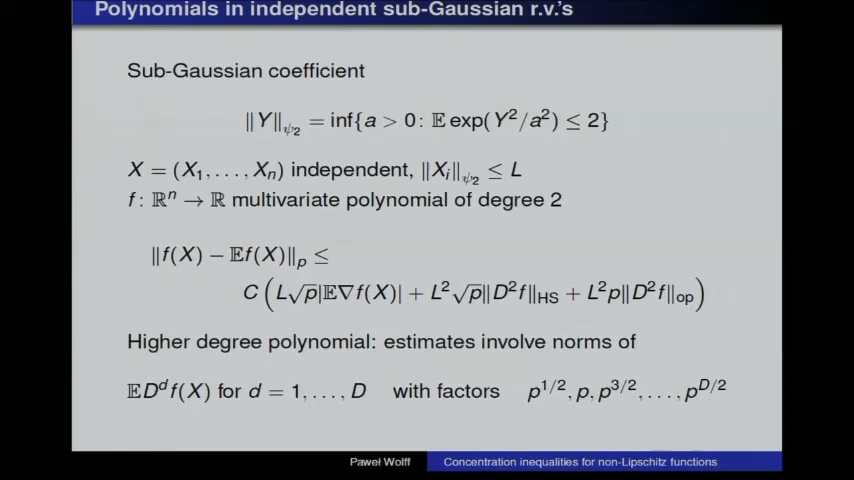 Polynomials in independent sub-Gaussian r.v.'s
Sub-Gaussian coefficient
‖Y‖_{ψ₂} = inf{a > 0: 𝔼 exp(Y²/a²) ≤ 2}
X = (X₁, . . . , Xₙ) independent, ‖Xᵢ‖_{ψ₂} ≤ L
f: ℝⁿ → ℝ multivariate polynomial of degree 2
‖f(X) − 𝔼f(X)‖ₚ ≤
C(L√p|𝔼∇f(X)| + L²√p‖D²f‖_{HS} + L²p‖D²f‖_{op})
Higher degree polynomial: estimates involve norms of
𝔼D^d f(X) for d = 1, . . . , D with factors p^{1/2}, p, p^{3/2}, . . . , p^{D/2}
Paweł Wolff Concentration inequalities for non-Lipschitz functions